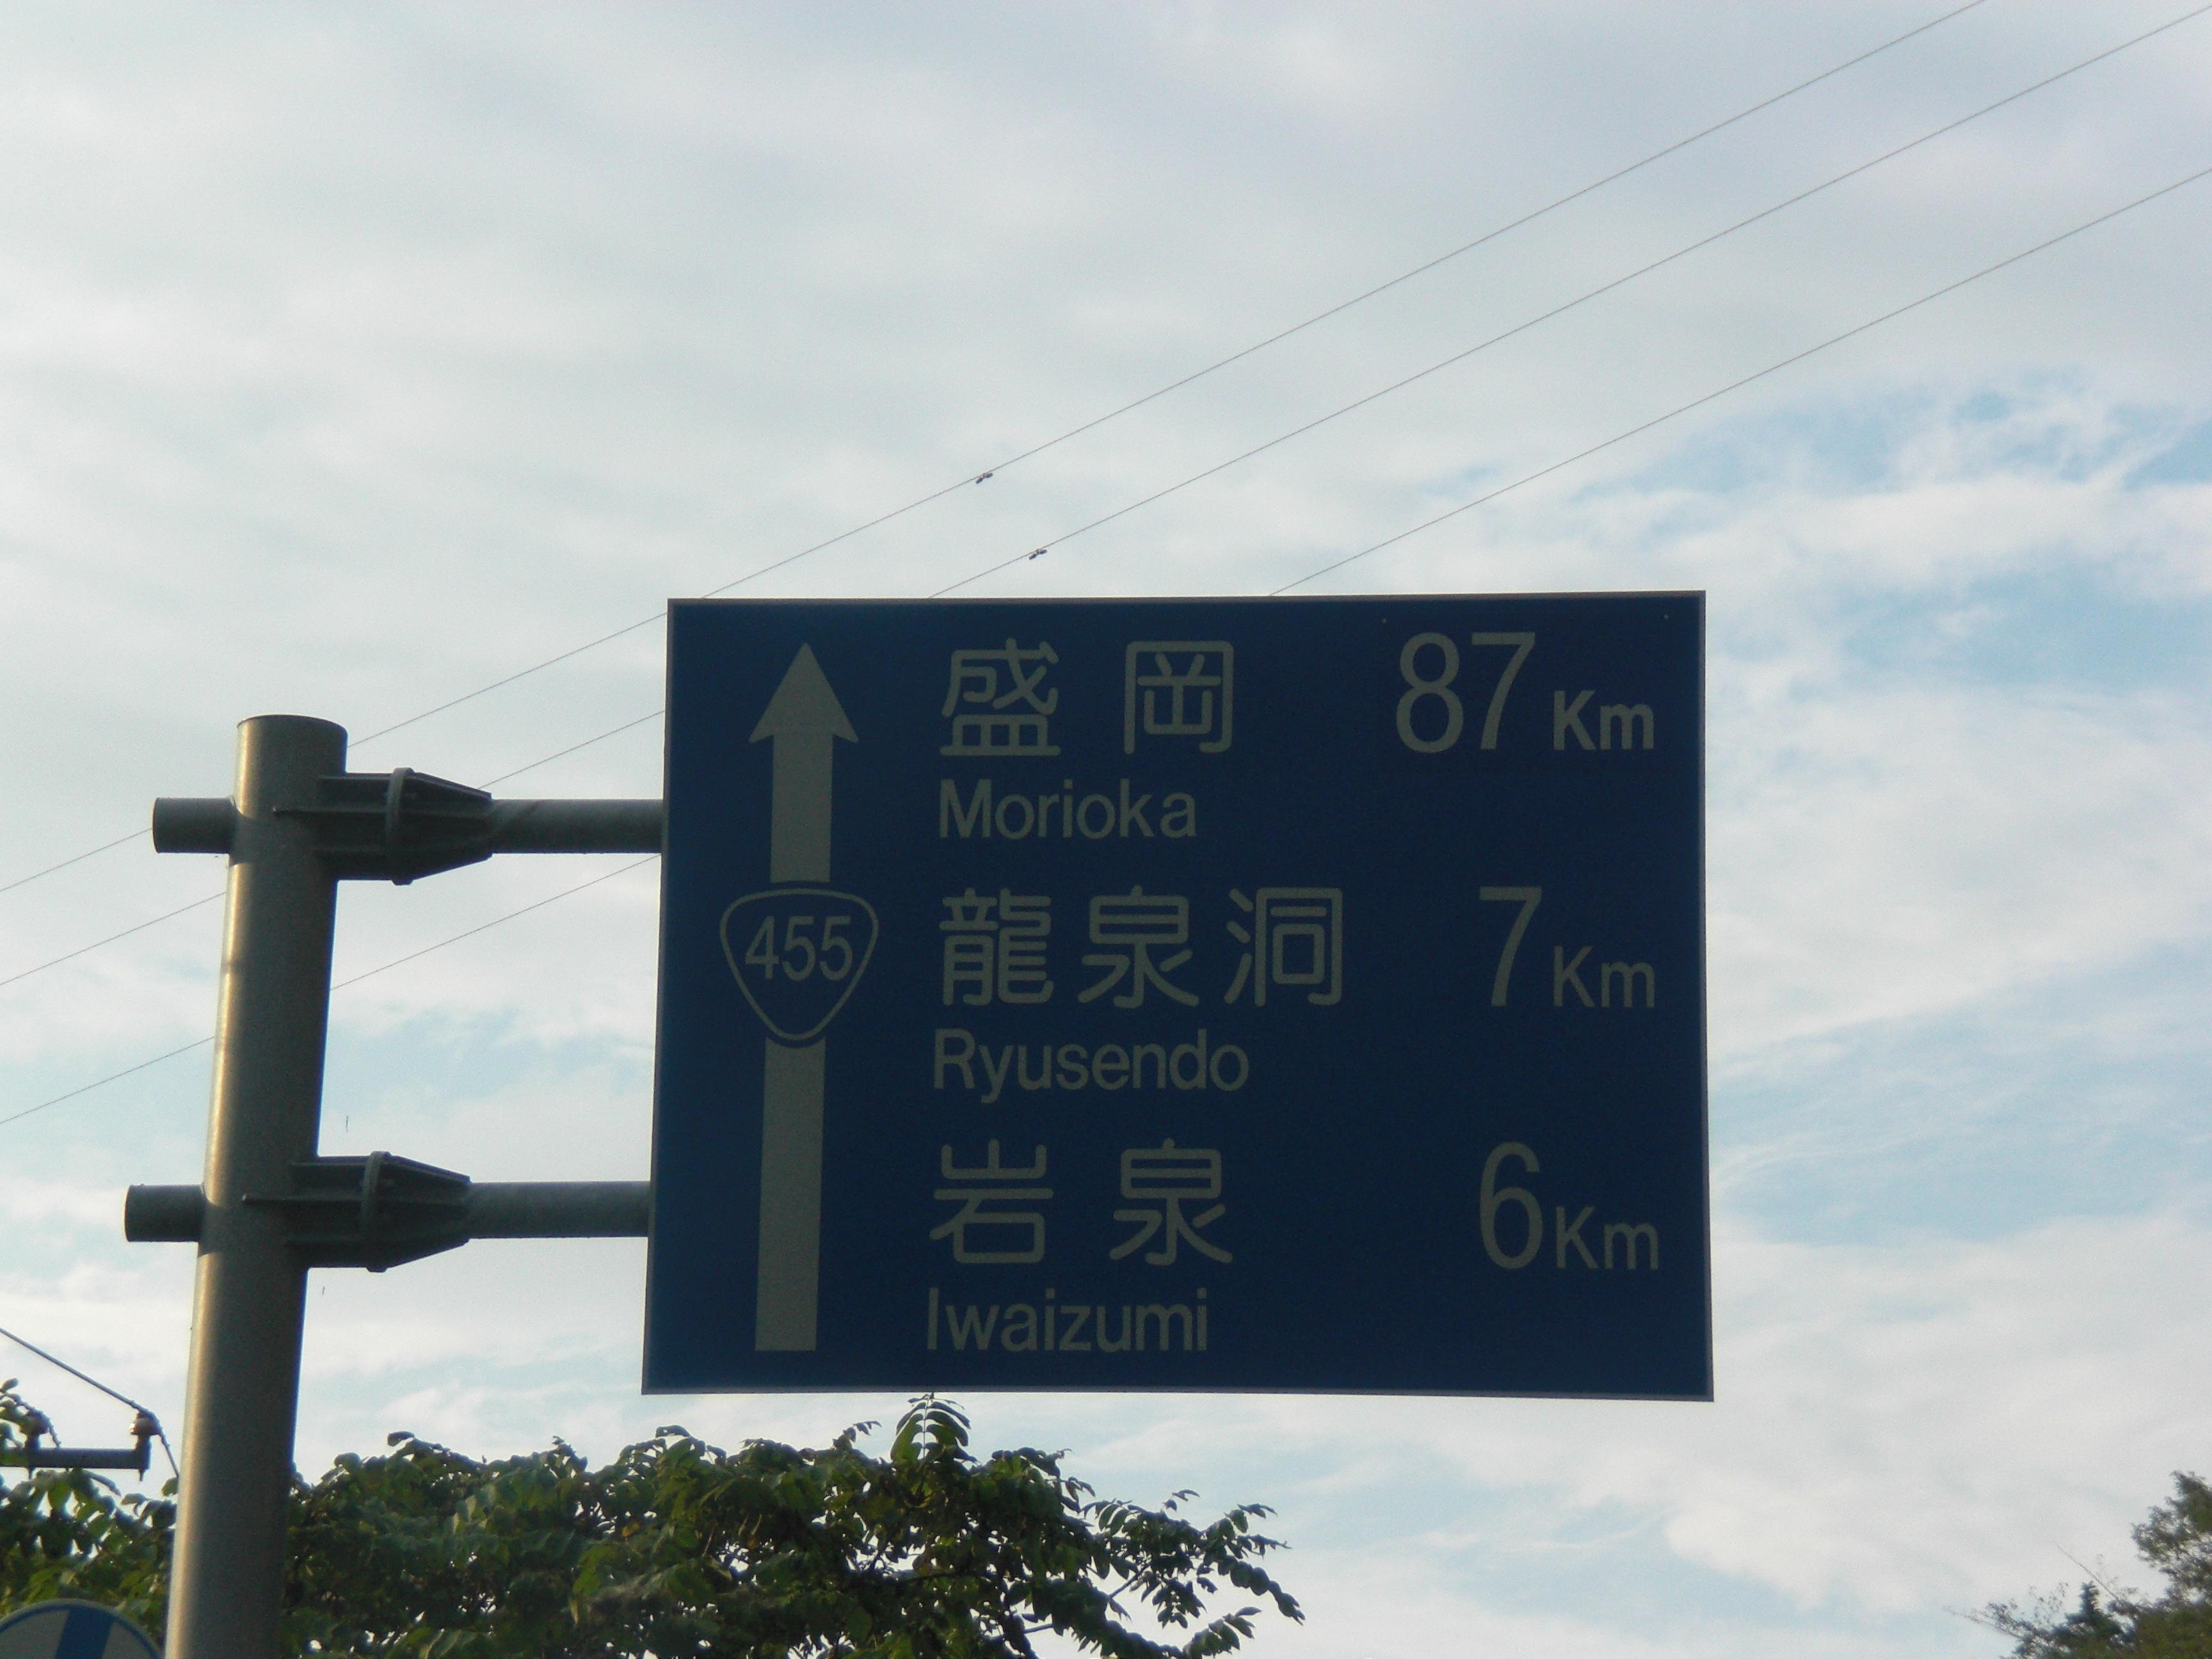 盛岡 87Km
Morioka
455
龍泉洞 7Km
Ryusendo
岩泉 6Km
Iwaizumi